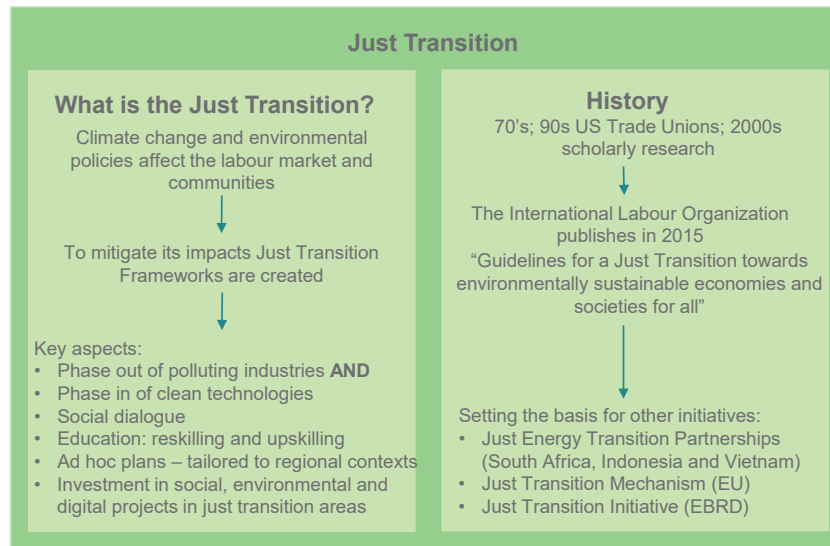 Just Transition
What is the Just Transition?
Climate change and environmental
policies affect the labour market and
communities
To mitigate its impacts Just Transition
Frameworks are created
Key aspects:
• Phase out of polluting industries AND
• Phase in of clean technologies
• Social dialogue
• Education: reskilling and upskilling
• Ad hoc plans – tailored to regional contexts
• Investment in social, environmental and
digital projects in just transition areas
History
70's; 90s US Trade Unions; 2000s
scholarly research
The International Labour Organization
publishes in 2015
“Guidelines for a Just Transition towards
environmentally sustainable economies and
societies for all”
Setting the basis for other initiatives:
• Just Energy Transition Partnerships
(South Africa, Indonesia and Vietnam)
• Just Transition Mechanism (EU)
• Just Transition Initiative (EBRD)